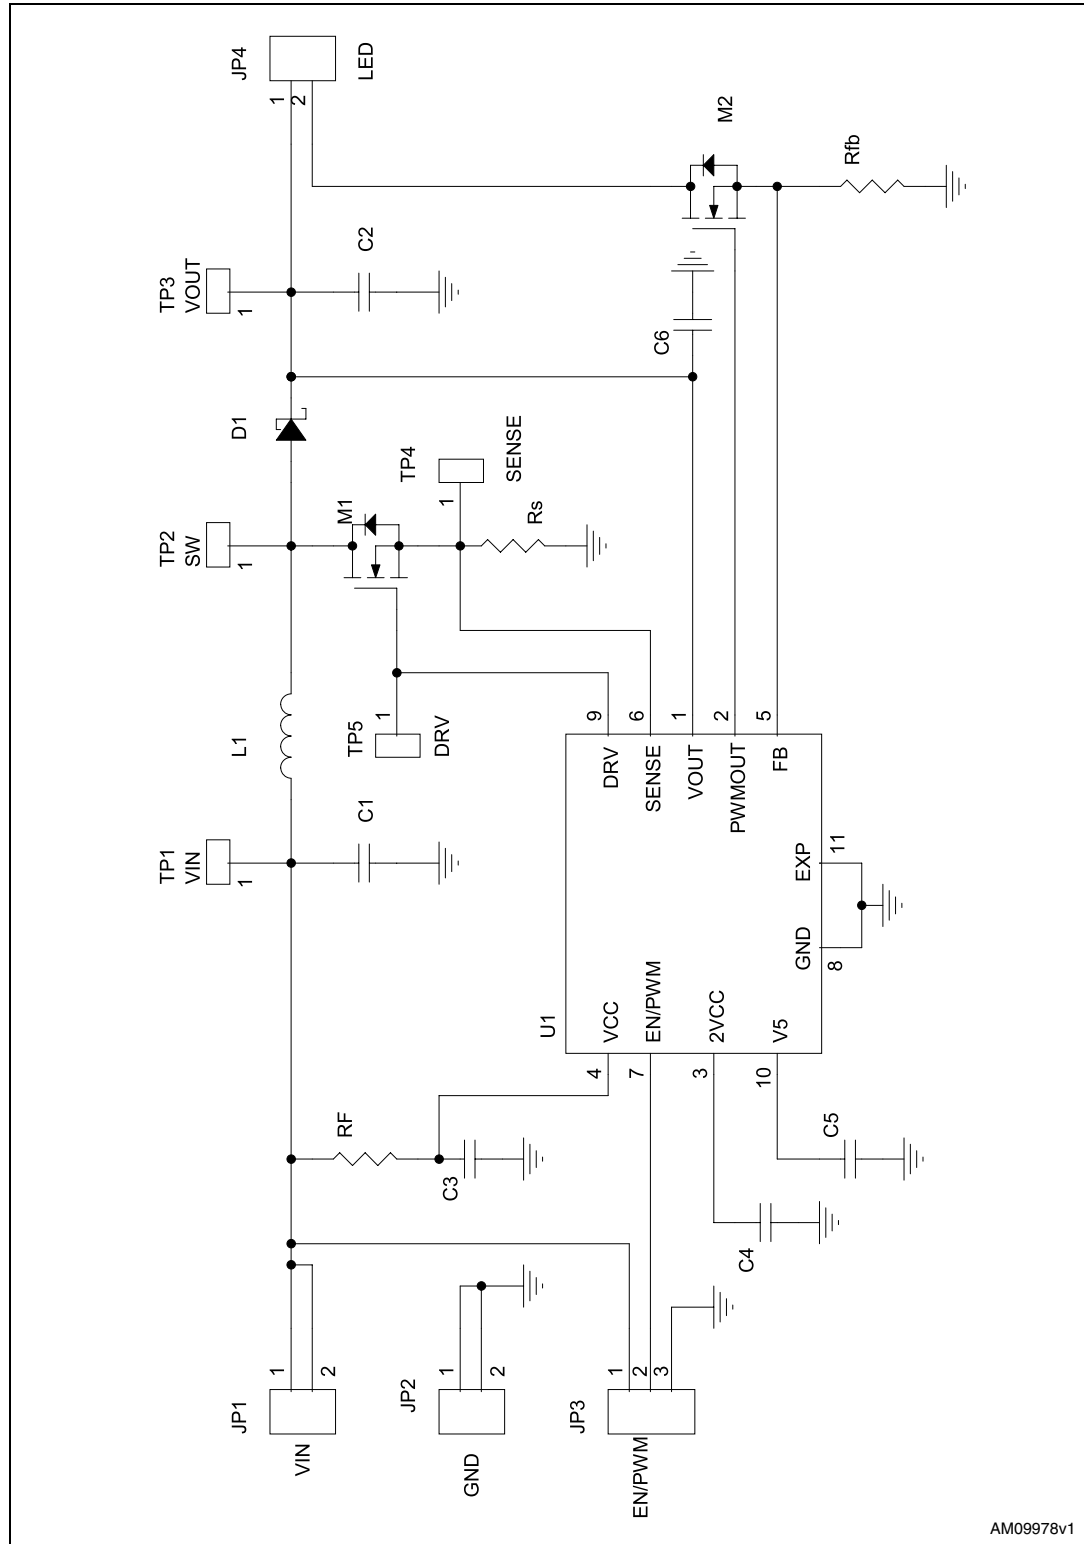 JP4
LED
1
2
M2
Rfb
TP3
VOUT
1
C2
C6
D1
TP4
SENSE
1
M1
Rs
TP2
SW
1
L1
TP5
DRV
1
TP1
VIN
1
C1
U1
DRV
9
SENSE
6
VOUT
1
PWMOUT
2
FB
5
EXP
11
GND
8
VCC
4
EN/PWM
7
2VCC
3
V5
10
RF
C3
C5
C4
JP1
VIN
1
2
JP2
GND
1
2
JP3
EN/PWM
1
2
3
AM09978v1